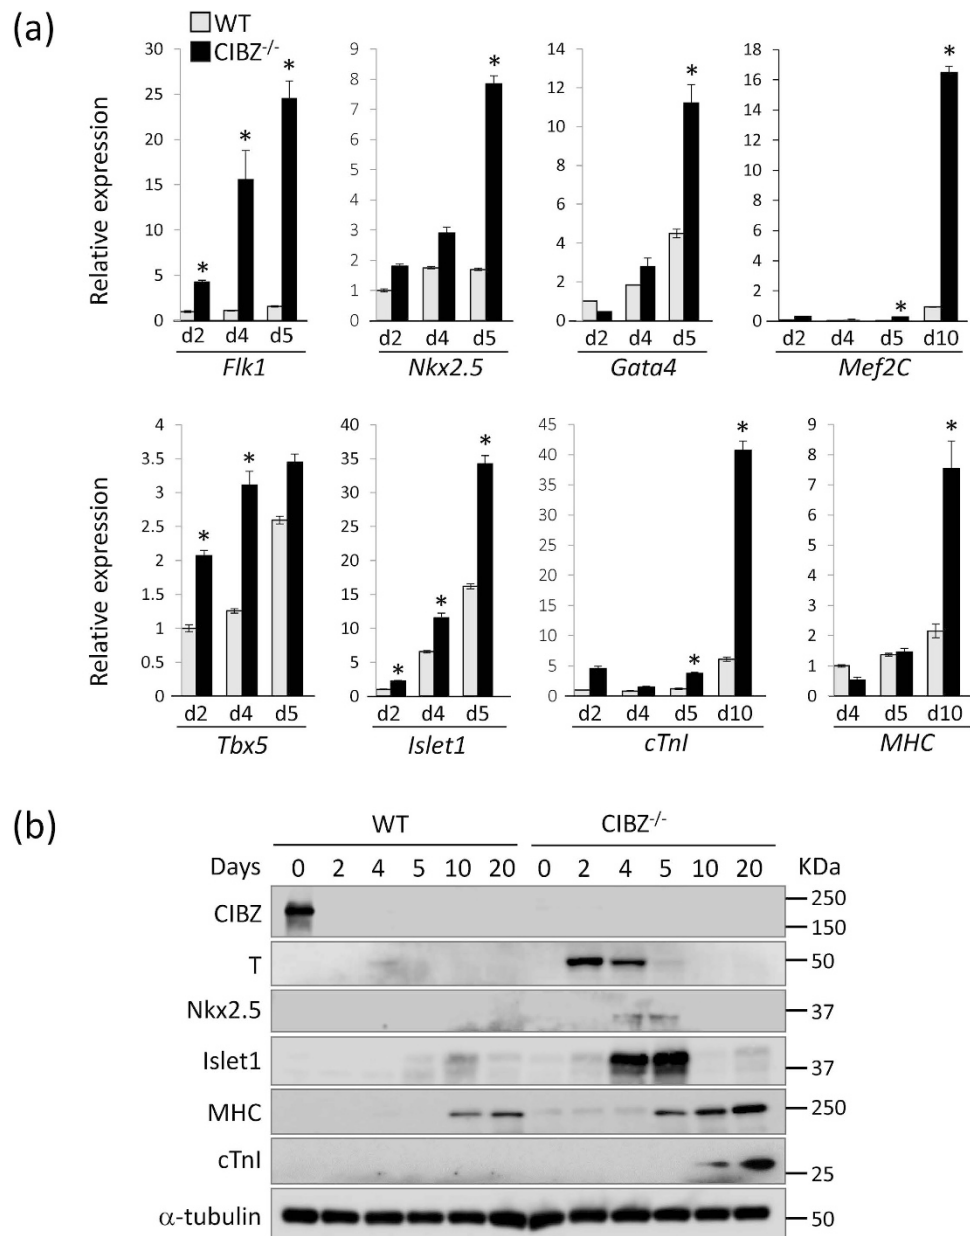 (a)
WT
CIBZ-/-
Relative expression
30
25
20
15
10
5
0
* * *
d2 d4 d5
Flk1
9
8
7
6
5
4
3
2
1
0
*
d2 d4 d5
Nkx2.5
14
12
10
8
6
4
2
0
*
d2 d4 d5
Gata4
18
16
14
12
10
8
6
4
2
0
* *
d2 d4 d5 d10
Mef2C
Relative expression
4
3.5
3
2.5
2
1.5
1
0.5
0
* *
d2 d4 d5
Tbx5
40
35
30
25
20
15
10
5
0
* * *
d2 d4 d5
Islet1
45
40
35
30
25
20
15
10
5
0
* *
d2 d4 d5 d10
cTnI
9
8
7
6
5
4
3
2
1
0
*
d4 d5 d10
MHC
(b)
WT CIBZ-/-
Days 0 2 4 5 10 20 0 2 4 5 10 20 KDa
CIBZ 250
150
T 50
Nkx2.5 37
Islet1 37
MHC 250
cTnI 25
α-tubulin 50